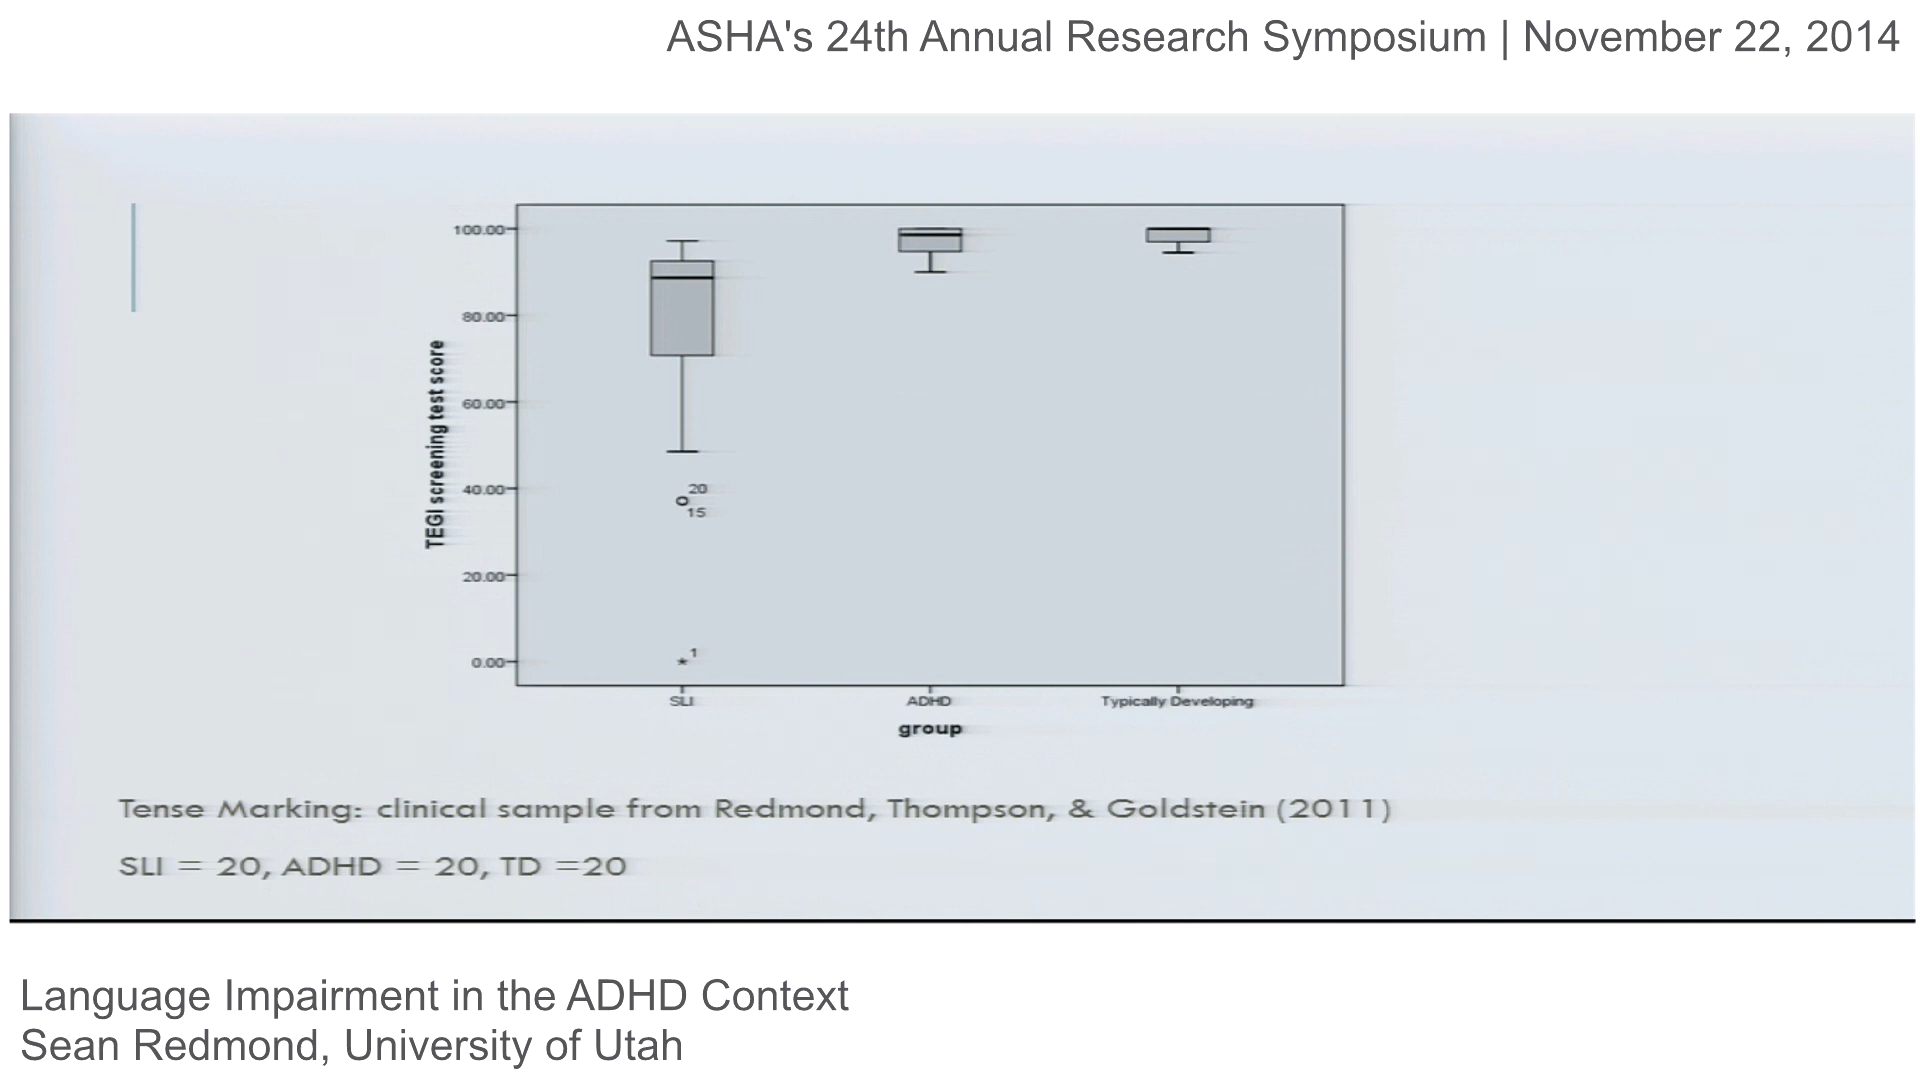 ASHA's 24th Annual Research Symposium | November 22, 2014
100.00
80.00
60.00
40.00
20.00
0.00
TEGI screening test score
20
15
1
SLI
ADHD
Typically Developing
group
Tense Marking: clinical sample from Redmond, Thompson, & Goldstein (2011)
SLI = 20, ADHD = 20, TD =20
Language Impairment in the ADHD Context
Sean Redmond, University of Utah